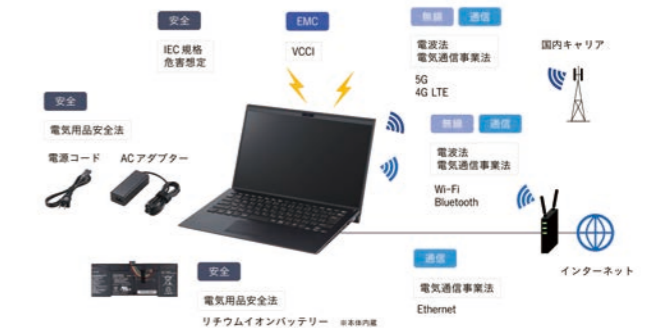 安全
IEC 規格
危害想定
EMC
VCCI
無線 通信
電波法
電気通信事業法
5G
4G LTE
国内キャリア
安全
電気用品安全法
電源コード ACアダプター
無線 通信
電波法
電気通信事業法
Wi-Fi
Bluetooth
インターネット
安全
電気用品安全法
リチウムイオンバッテリー ※本体内蔵
通信
電気通信事業法
Ethernet